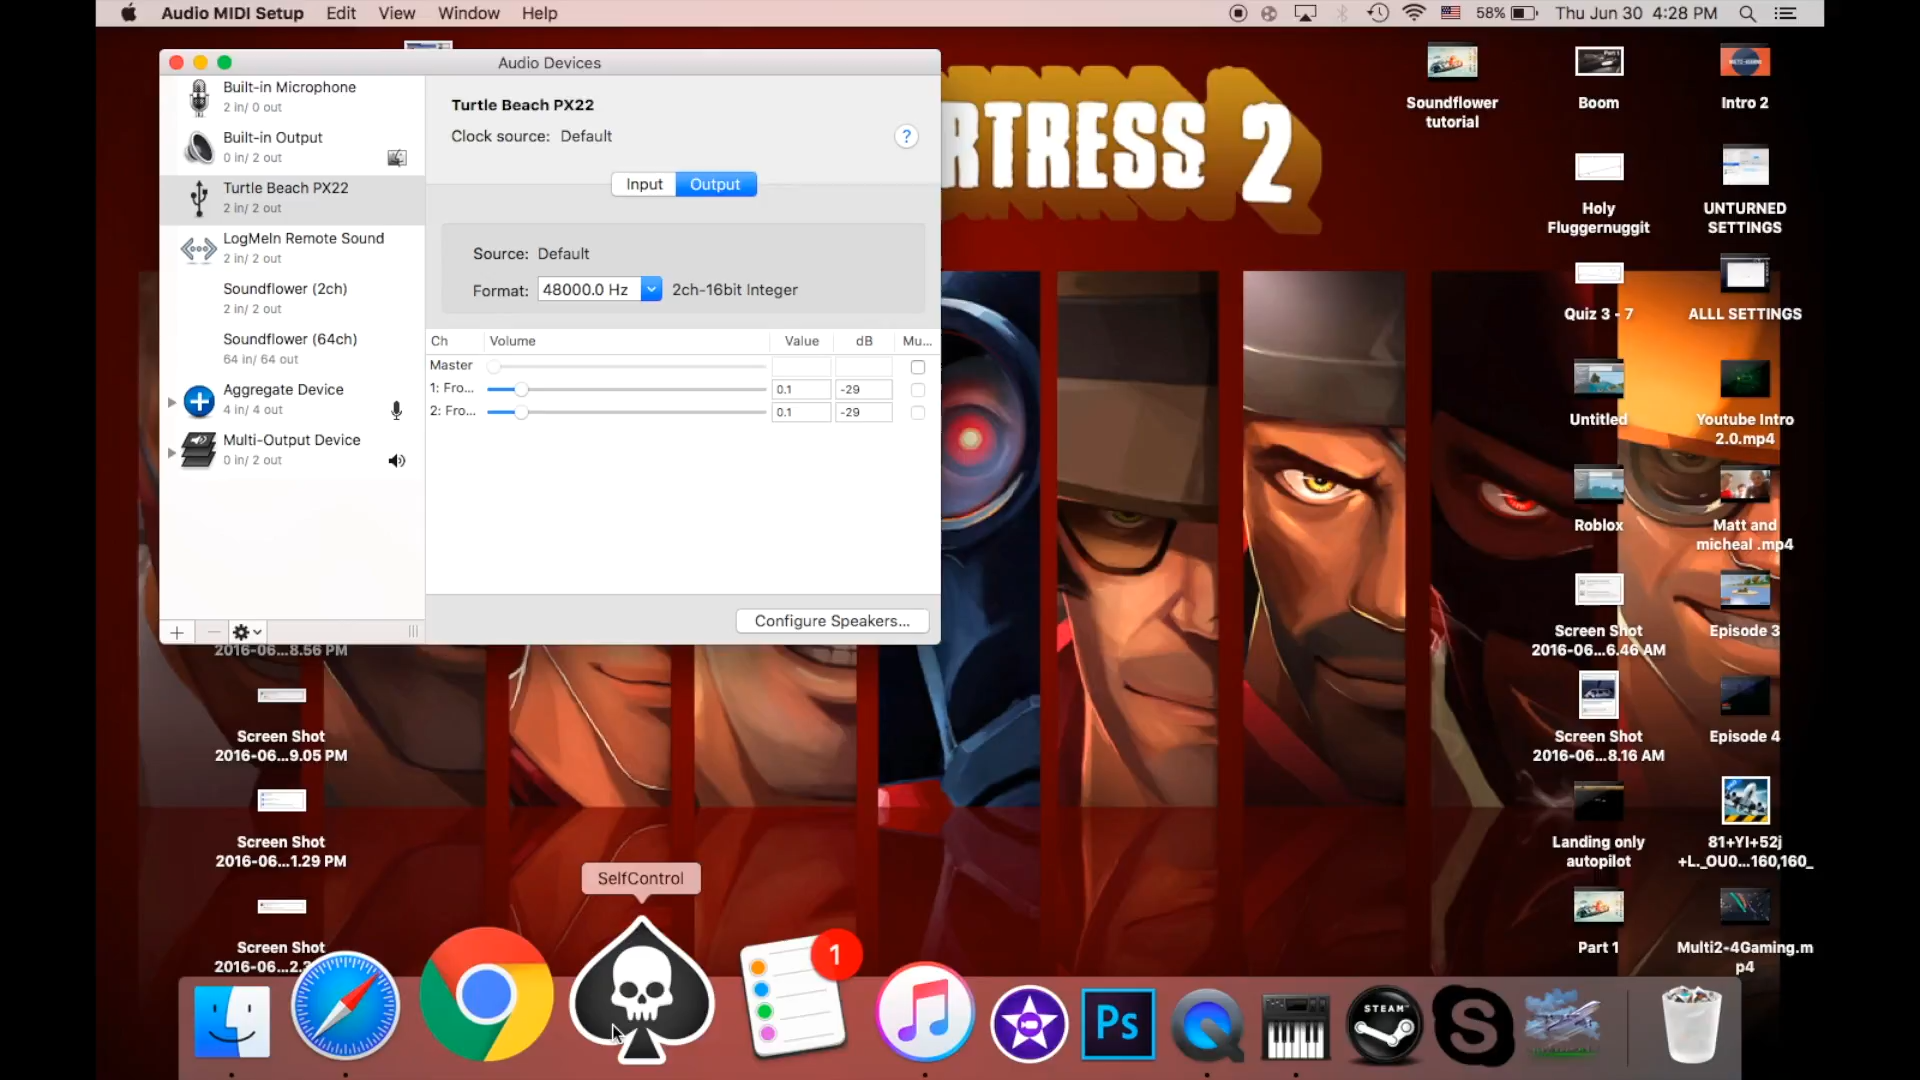 Audio MIDI Setup Edit View Window Help
58% Thu Jun 30 4:28 PM
Audio Devices
Built-in Microphone
2 in/ 0 out
Built-in Output
0 in/ 2 out
Turtle Beach PX22
2 in/ 2 out
LogMeIn Remote Sound
2 in/ 2 out
Soundflower (2ch)
2 in/ 2 out
Soundflower (64ch)
64 in/ 64 out
Aggregate Device
4 in/ 4 out
Multi-Output Device
0 in/ 2 out
Turtle Beach PX22
Clock source: Default
?
Input Output
Source: Default
Format: 48000.0 Hz 2ch-16bit Integer
Ch Volume Value dB Mu...
Master
1: Fro... 0.1 -29
2: Fro... 0.1 -29
Configure Speakers...
RTRESS 2
Soundflower
tutorial
Boom
Intro 2
Holy
Fluggernuggit
UNTURNED
SETTINGS
Quiz 3 - 7
ALLL SETTINGS
Untitled
Youtube Intro
2.0.mp4
Roblox
Matt and
micheal .mp4
Screen Shot
2016-06...6.46 AM
Episode 3
Screen Shot
2016-06...8.16 AM
Episode 4
Landing only
autopilot
81+YI+52j
+L._OU0...160,160_
Part 1
Multi2-4Gaming.m
p4
2016-06...8.56 PM
Screen Shot
2016-06...9.05 PM
Screen Shot
2016-06...1.29 PM
Screen Shot
SelfControl
1
Ps
STEAM